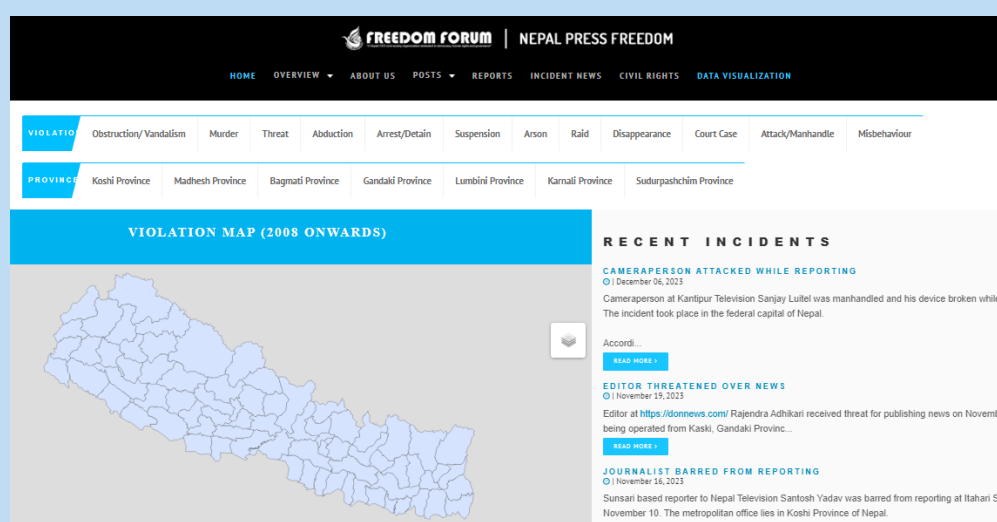 FREEDOM FORUM | NEPAL PRESS FREEDOM
HOME OVERVIEW ABOUT US POSTS REPORTS INCIDENT NEWS CIVIL RIGHTS DATA VISUALIZATION
VIOLATIO Obstruction/ Vandalism Murder Threat Abduction Arrest/Detain Suspension Arson Raid Disappearance Court Case Attack/Manhandle Misbehaviour
PROVINCE Koshi Province Madhesh Province Bagmati Province Gandaki Province Lumbini Province Karnali Province Sudurpashchim Province
VIOLATION MAP (2008 ONWARDS)
RECENT INCIDENTS
CAMERAPERSON ATTACKED WHILE REPORTING
| December 06, 2023
Cameraperson at Kantipur Television Sanjay Luitel was manhandled and his device broken while
The incident took place in the federal capital of Nepal.
Accordi...
READ MORE >
EDITOR THREATENED OVER NEWS
| November 19, 2023
Editor at https://donnews.com/ Rajendra Adhikari received threat for publishing news on Novemb
being operated from Kaski, Gandaki Provinc...
READ MORE >
JOURNALIST BARRED FROM REPORTING
| November 16, 2023
Sunsari based reporter to Nepal Television Santosh Yadav was barred from reporting at Itahari S
November 10. The metropolitan office lies in Koshi Province of Nepal.